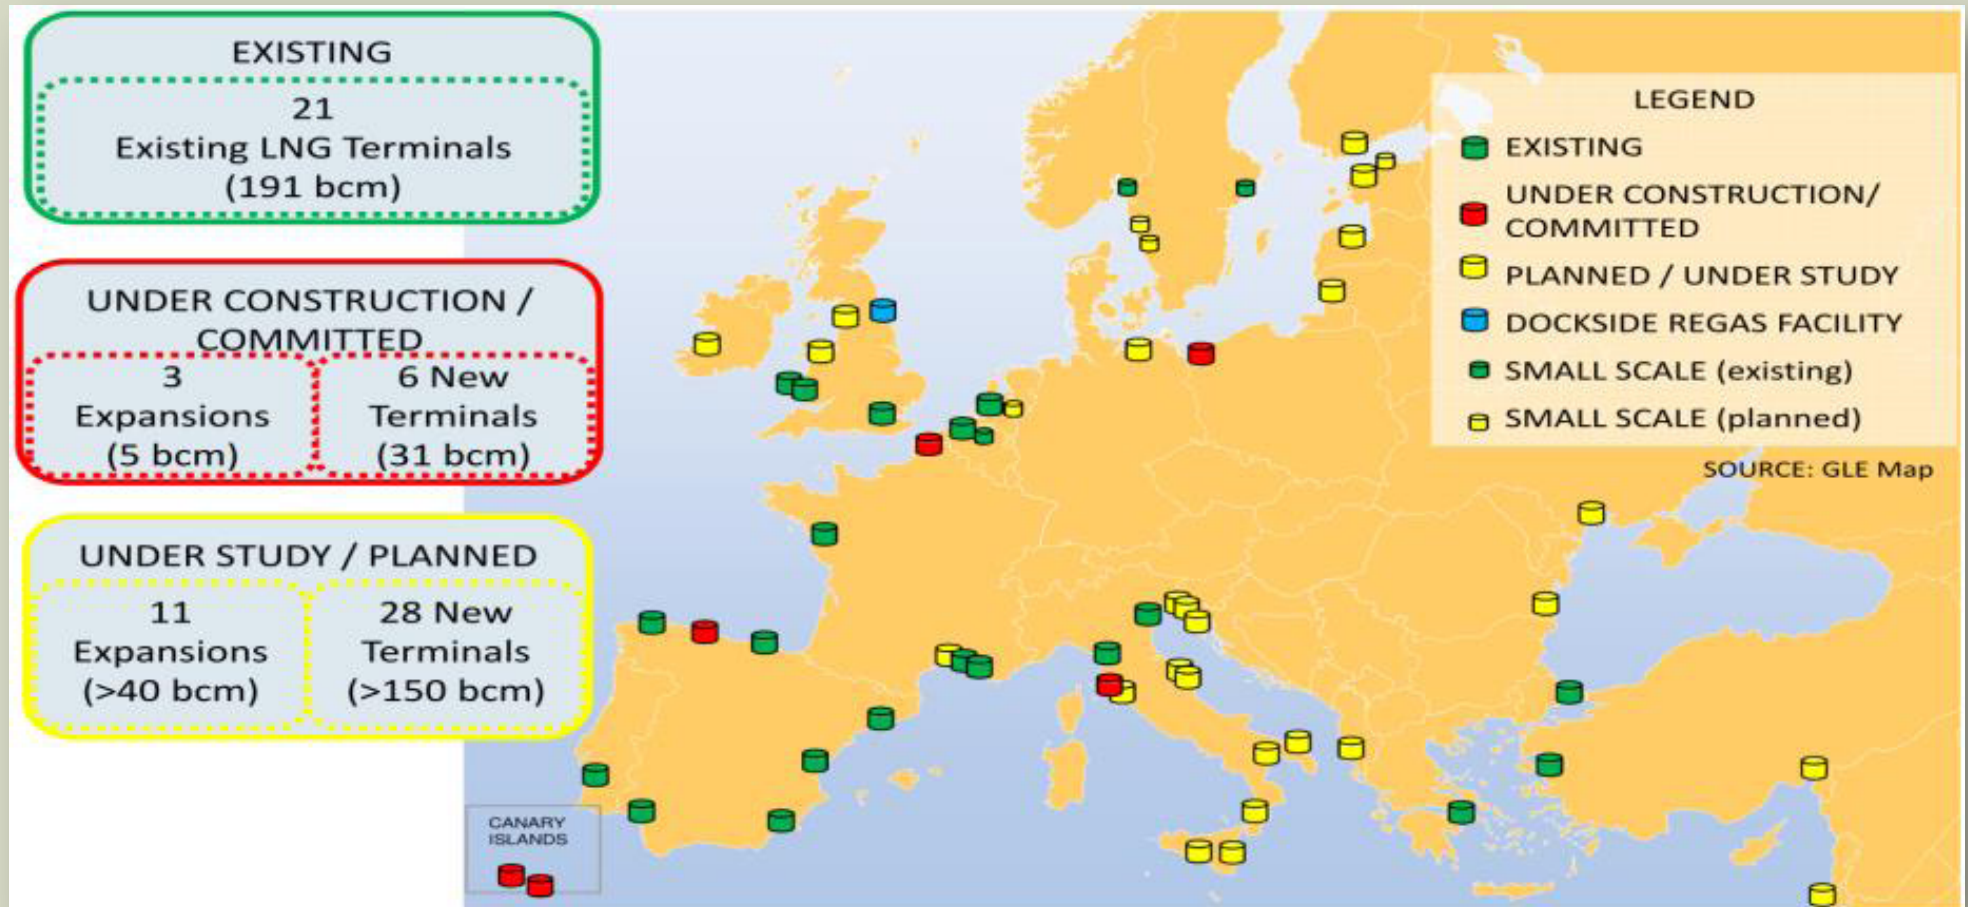 EXISTING
21
Existing LNG Terminals
(191 bcm)
UNDER CONSTRUCTION /
COMMITTED
3
Expansions
(5 bcm)
6 New
Terminals
(31 bcm)
UNDER STUDY / PLANNED
11
Expansions
(>40 bcm)
28 New
Terminals
(>150 bcm)
CANARY
ISLANDS
LEGEND
EXISTING
UNDER CONSTRUCTION/
COMMITTED
PLANNED / UNDER STUDY
DOCKSIDE REGAS FACILITY
SMALL SCALE (existing)
SMALL SCALE (planned)
SOURCE: GLE Map